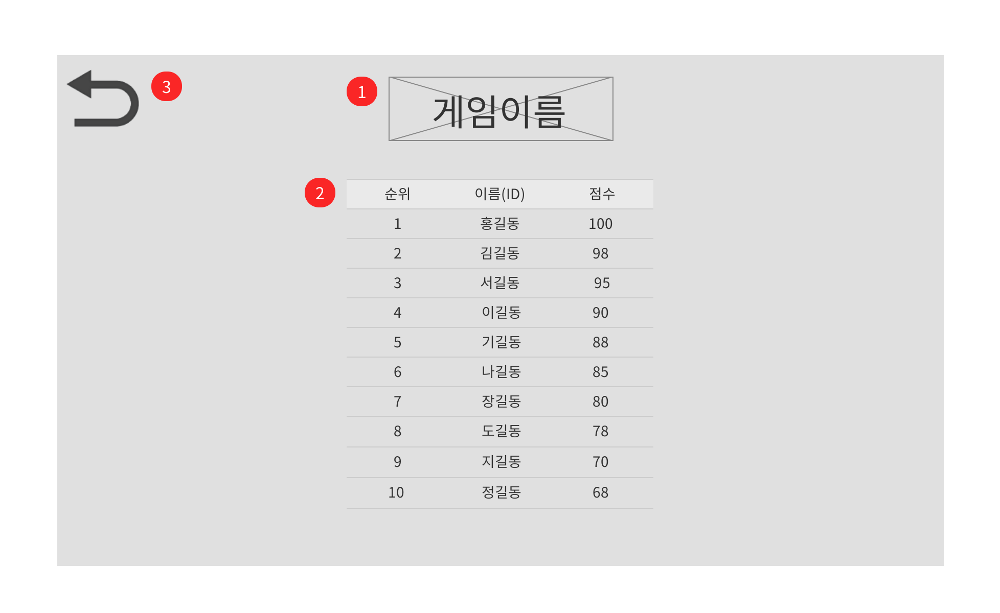 3
1
게임이름
2
순위 이름(ID) 점수
1 홍길동 100
2 김길동 98
3 서길동 95
4 이길동 90
5 기길동 88
6 나길동 85
7 장길동 80
8 도길동 78
9 지길동 70
10 정길동 68